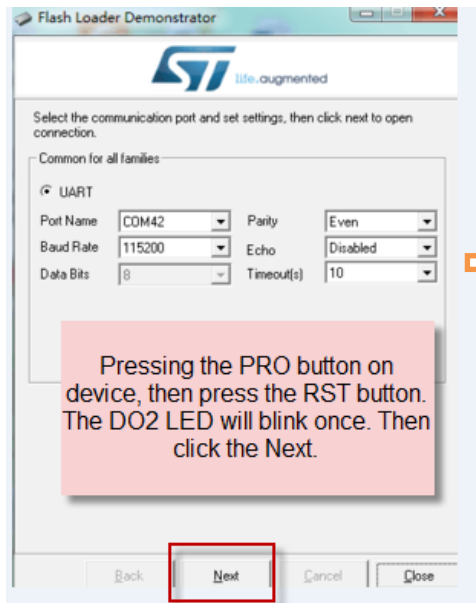 Flash Loader Demonstrator
life.augmented
Select the communication port and set settings, then click next to open
connection.
Common for all families
UART
Port Name COM42 Parity Even
Baud Rate 115200 Echo Disabled
Data Bits 8 Timeout(s) 10
Pressing the PRO button on
device, then press the RST button.
The DO2 LED will blink once. Then
click the Next.
Back Next Cancel Close